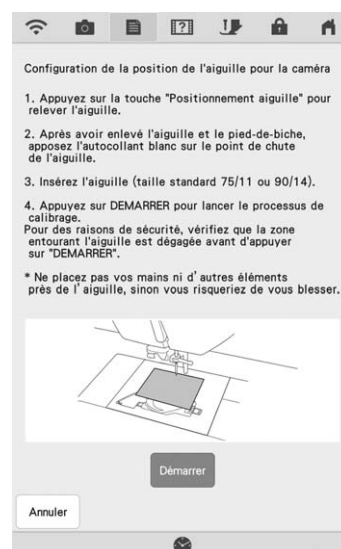 Configuration de la position de l'aiguille pour la caméra
1. Appuyez sur la touche "Positionnement aiguille" pour
relever l'aiguille.
2. Après avoir enlevé l'aiguille et le pied-de-biche,
apposez l'autocollant blanc sur le point de chute
de l'aiguille.
3. Insérez l'aiguille (taille standard 75/11 ou 90/14).
4. Appuyez sur DEMARRER pour lancer le processus de
calibrage.
Pour des raisons de sécurité, vérifiez que la zone
entourant l'aiguille est dégagée avant d'appuyer
sur "DEMARRER".
* Ne placez pas vos mains ni d'autres éléments
près de l'aiguille, sinon vous risqueriez de vous blesser.
Démarrer
Annuler